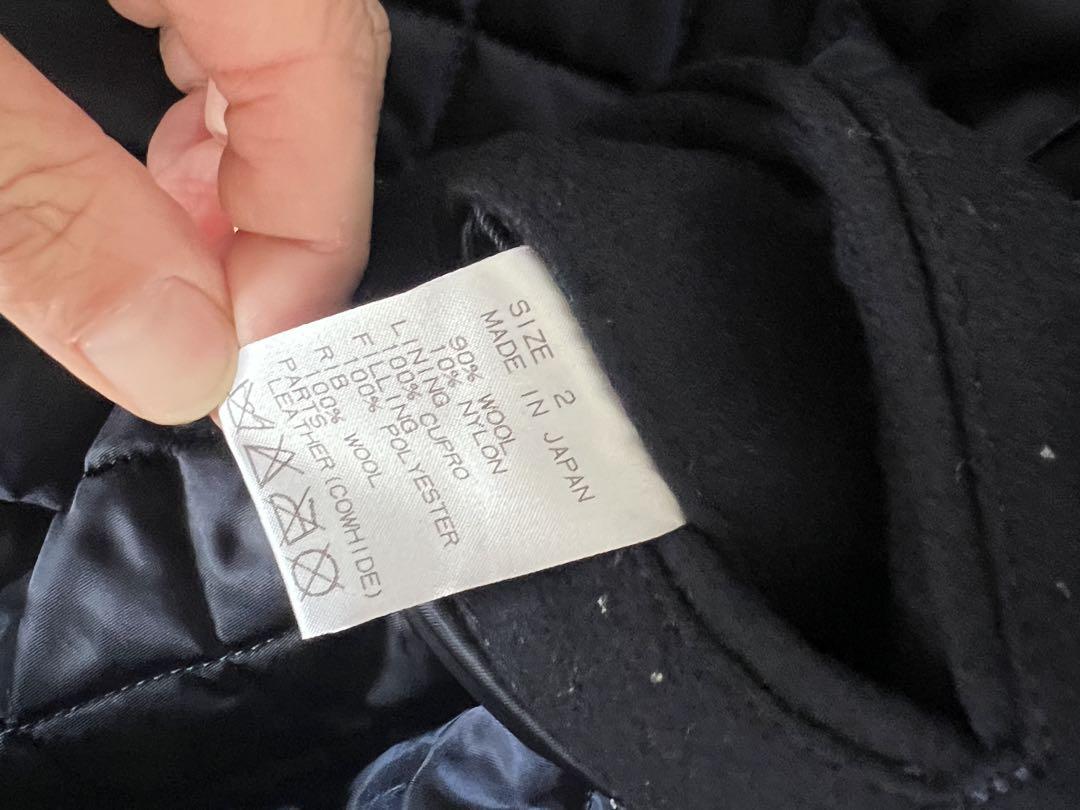 SIZE 2
MADE IN JAPAN
90% WOOL
10% NYLON
LINING
100% CUPRO
FILLING
100% POLYESTER
RIB
100% WOOL
PARTS
LEATHER(COWHIDE)